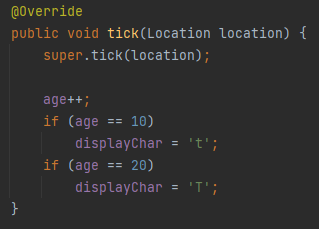 @Override
public void tick(Location location) {
    super.tick(location);

    age++;
    if (age == 10)
        displayChar = 't';
    if (age == 20)
        displayChar = 'T';
}